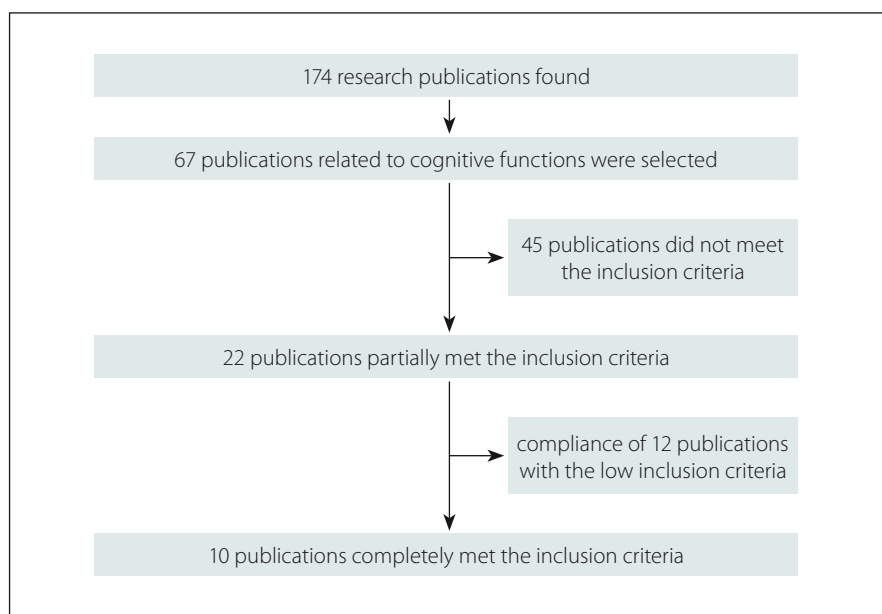 174 research publications found
67 publications related to cognitive functions were selected
45 publications did not meet
the inclusion criteria
22 publications partially met the inclusion criteria
compliance of 12 publications
with the low inclusion criteria
10 publications completely met the inclusion criteria